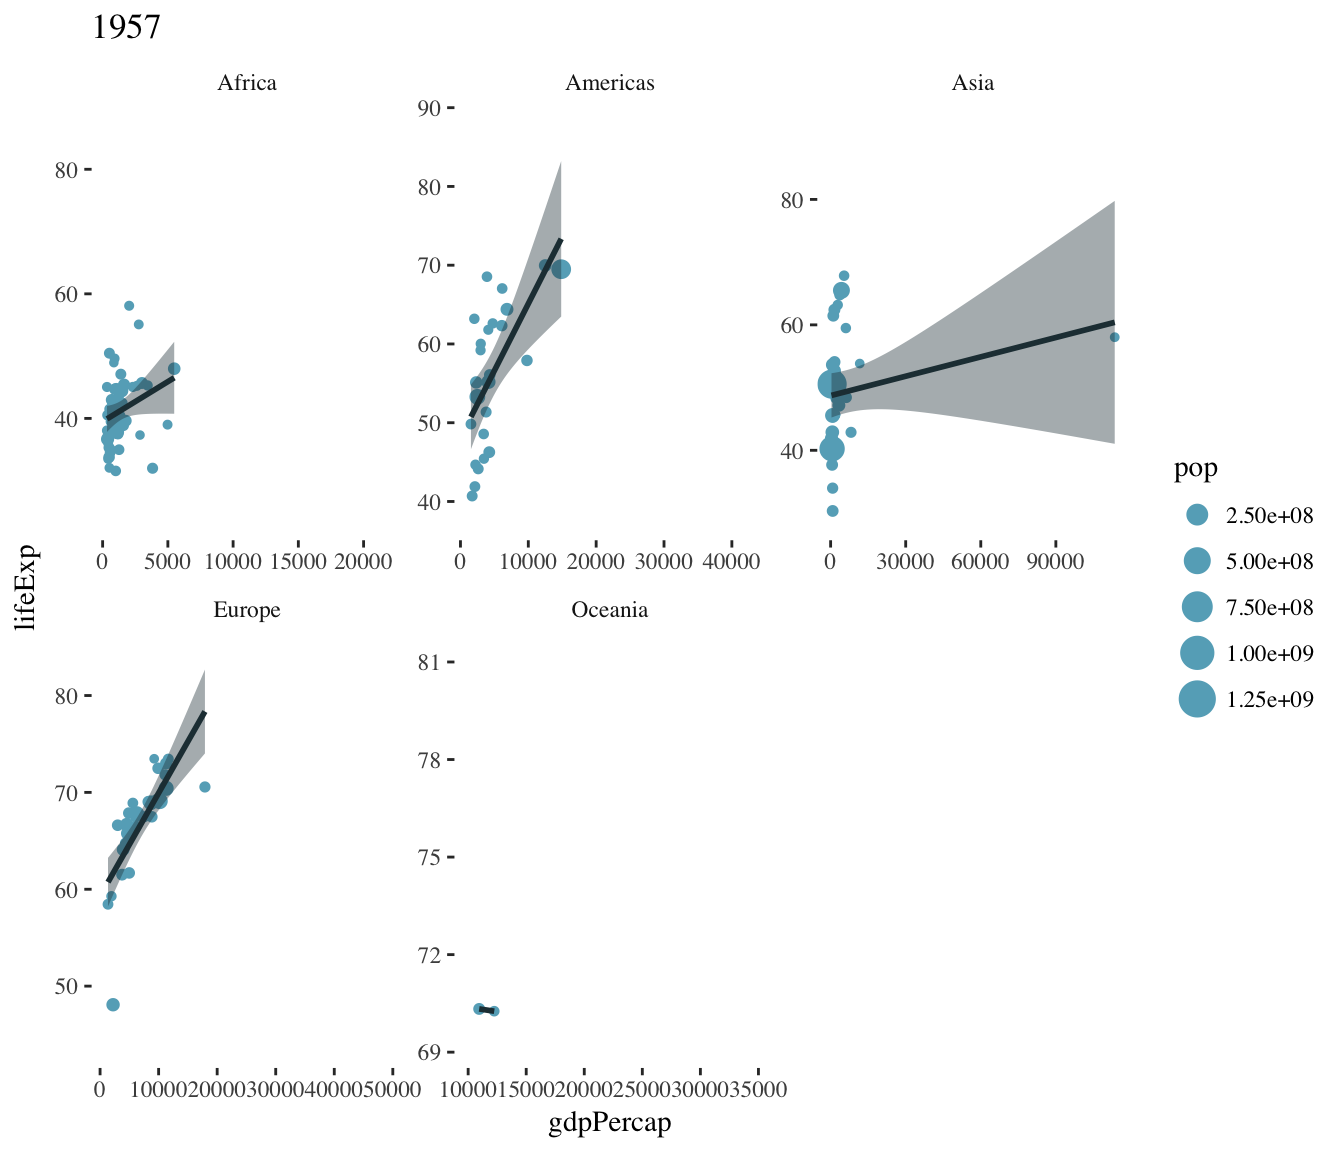 1957
Africa
Americas
Asia
80
60
40
90
80
70
60
50
40
80
60
40
0 5000 10000 15000 20000
0 10000 20000 30000 40000
0 30000 60000 90000
lifeExp
Europe
Oceania
80
70
60
50
81
78
75
72
69
0 10000 20000 30000 40000 50000
10000 15000 20000 25000 30000 35000
gdpPercap
pop
2.50e+08
5.00e+08
7.50e+08
1.00e+09
1.25e+09